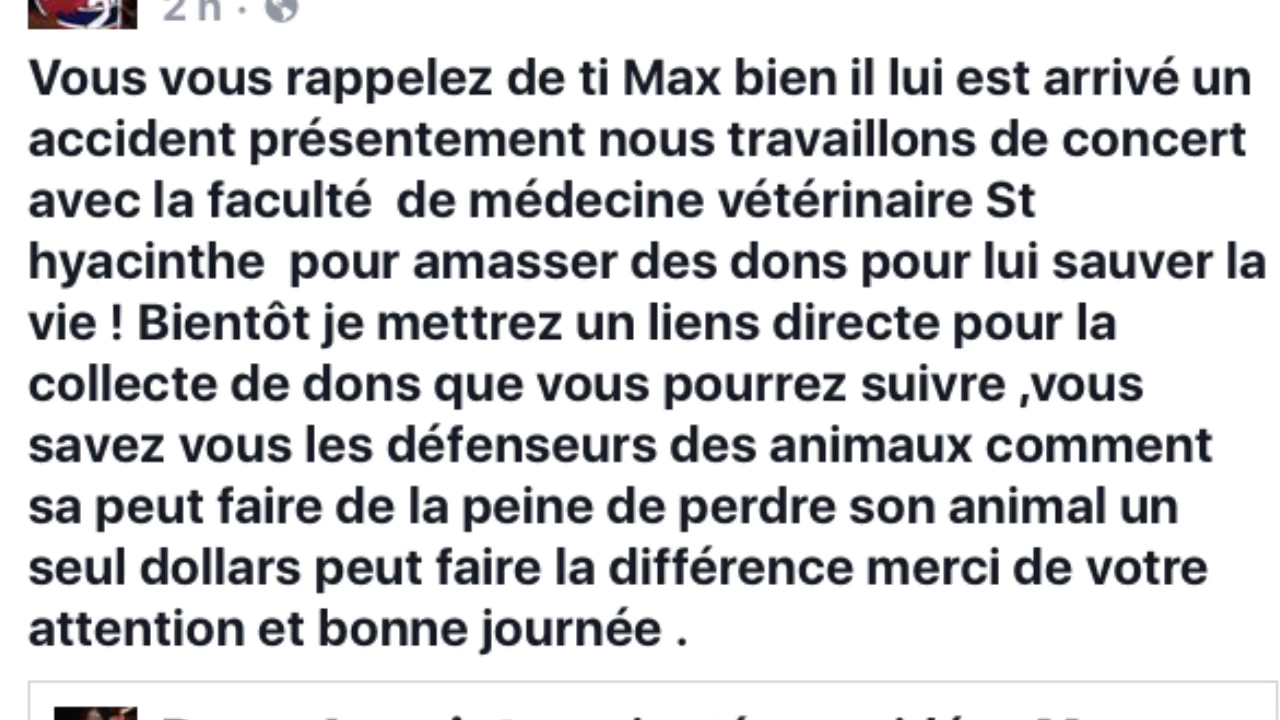 2 h ·
Vous vous rappelez de ti Max bien il lui est arrivé un
accident présentement nous travaillons de concert
avec la faculté  de médecine vétérinaire St
hyacinthe  pour amasser des dons pour lui sauver la
vie ! Bientôt je mettrez un liens directe pour la
collecte de dons que vous pourrez suivre ,vous
savez vous les défenseurs des animaux comment
sa peut faire de la peine de perdre son animal un
seul dollars peut faire la différence merci de votre
attention et bonne journée .